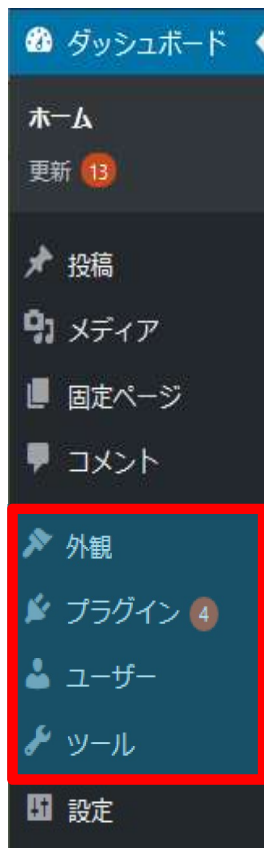 ダッシュボード
ホーム
更新 13
投稿
メディア
固定ページ
コメント
外観
プラグイン 4
ユーザー
ツール
設定